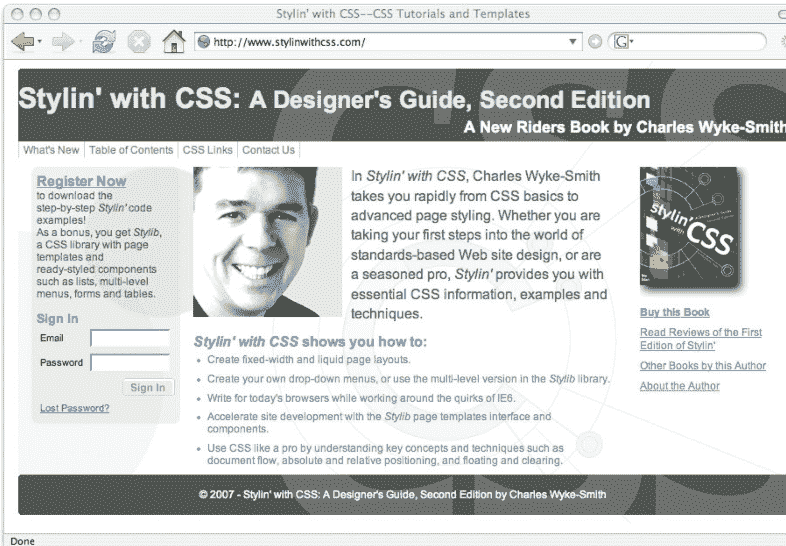 Stylin' with CSS--CSS Tutorials and Templates
http://www.stylinwithcss.com/
G
Stylin' with CSS: A Designer's Guide, Second Edition
A New Riders Book by Charles Wyke-Smith
What's New
Table of Contents
CSS Links
Contact Us
Register Now
to download the
step-by-step Stylin' code
examples!
As a bonus, you get Stylib,
a CSS library with page
templates and
ready-styled components
such as lists, multi-level
menus, forms and tables.
Sign In
Email
Password
Sign In
Lost Password?
In Stylin' with CSS, Charles Wyke-Smith
takes you rapidly from CSS basics to
advanced page styling. Whether you are
taking your first steps into the world of
standards-based Web site design, or are
a seasoned pro, Stylin' provides you with
essential CSS information, examples and
techniques.
Stylin' with CSS shows you how to:
• Create fixed-width and liquid page layouts.
• Create your own drop-down menus, or use the multi-level version in the Stylib library.
• Write for today's browsers while working around the quirks of IE6.
• Accelerate site development with the Stylib page templates interface and
components.
• Use CSS like a pro by understanding key concepts and techniques such as
document flow, absolute and relative positioning, and floating and clearing.
stylin'
with CSS
Buy this Book
Read Reviews of the First
Edition of Stylin'
Other Books by this Author
About the Author
© 2007 - Stylin' with CSS: A Designer's Guide, Second Edition by Charles Wyke-Smith
Done